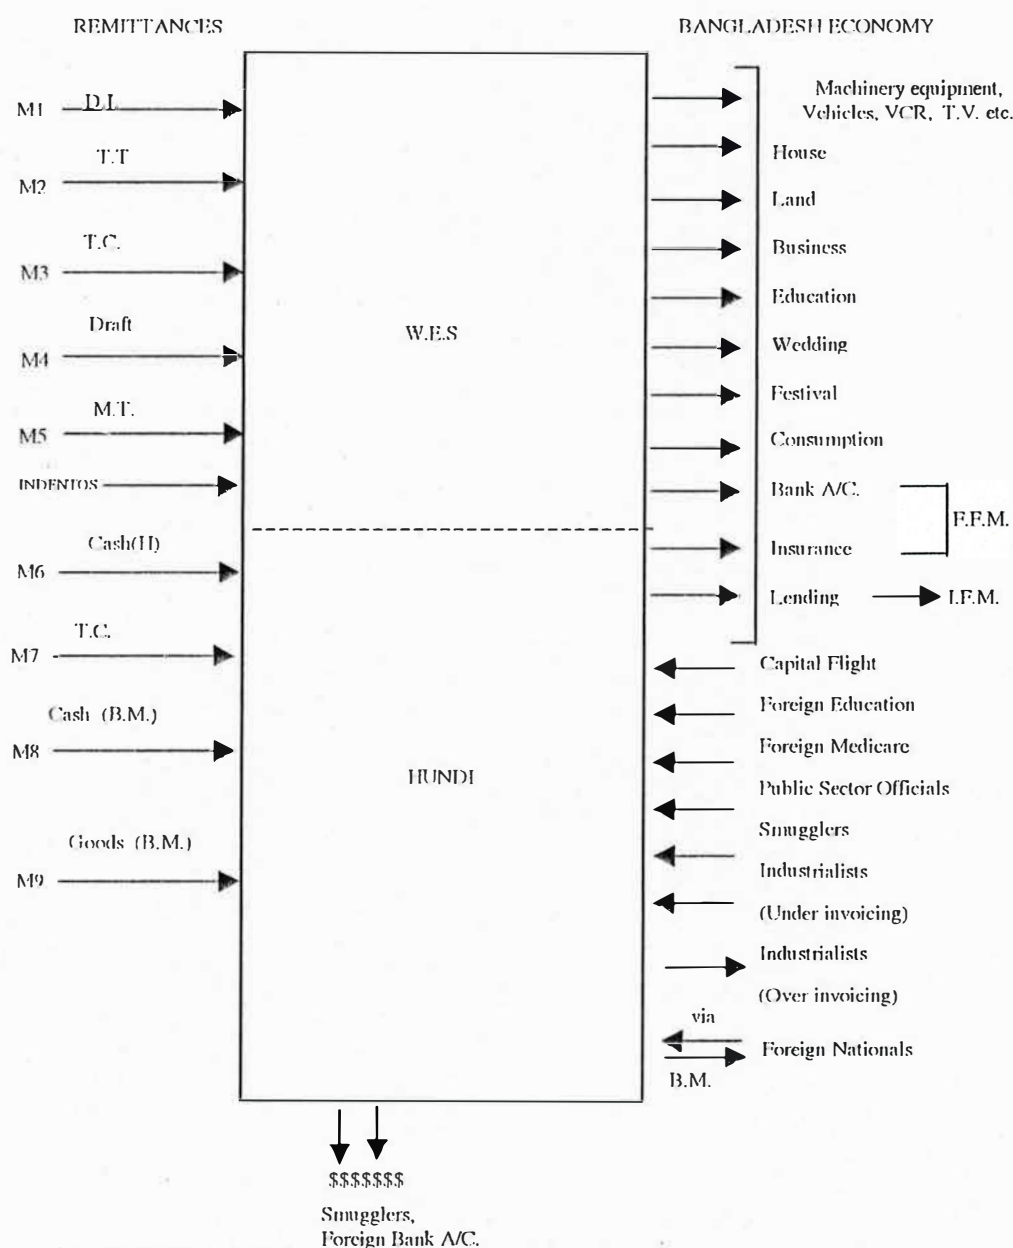 REMITTANCES
BANGLADESH ECONOMY
M1 D.I.
M2 T.T
M3 T.C.
M4 Draft
M5 M.T.
INDENTOS
M6 Cash(H)
M7 T.C.
M8 Cash (B.M.)
M9 Goods (B.M.)
W.E.S
HUNDI
Machinery equipment,
Vehicles, VCR, T.V. etc.
House
Land
Business
Education
Wedding
Festival
Consumption
Bank A/C.
F.F.M.
Insurance
Lending
I.F.M.
Capital Flight
Foreign Education
Foreign Medicare
Public Sector Officials
Smugglers
Industrialists
(Under invoicing)
Industrialists
(Over invoicing)
via
Foreign Nationals
B.M.
$$$$$$$
Smugglers,
Foreign Bank A/C.